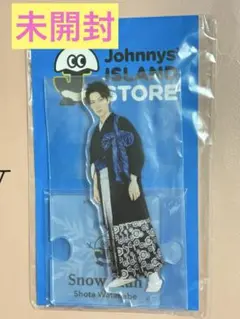 未開封
Johnnys'
ISLAND
STORE
Snow Man
Shota Watanabe